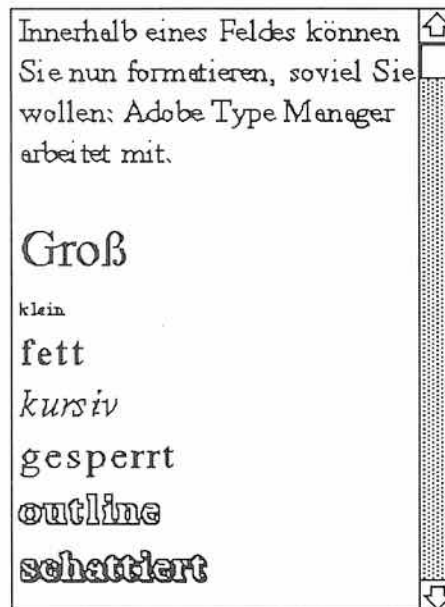 Innerhalb eines Feldes können
Sie nun formatieren, soviel Sie
wollen: Adobe Type Manager
arbeitet mit.
Groß
klein
fett
kursiv
gesperrt
outline
schattiert